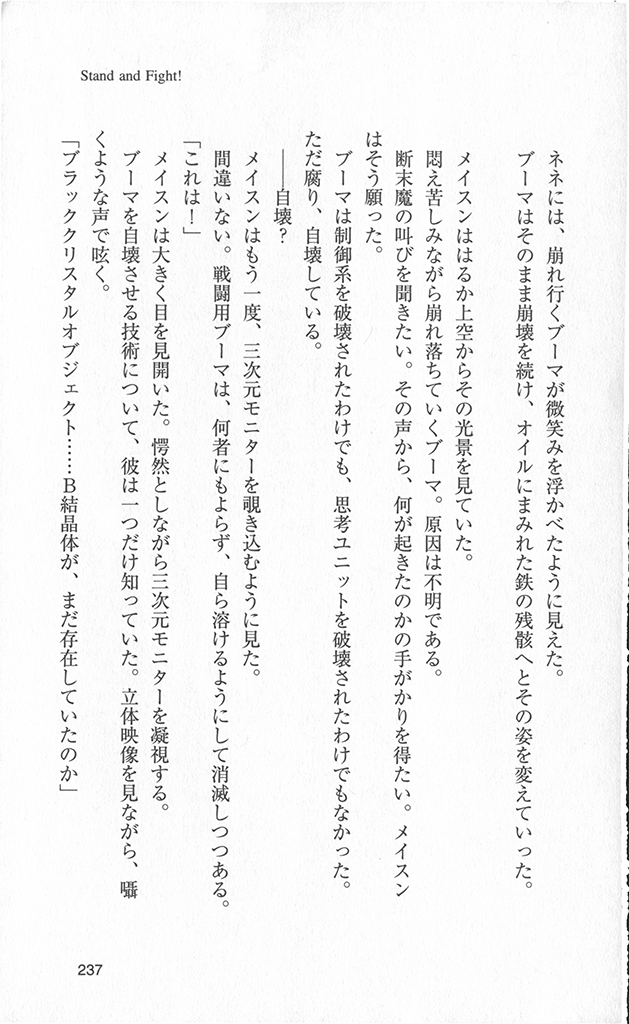 Stand and Fight!
ネネには、崩れ行くブーマが微笑みを浮かべたように見えた。
ブーマはそのまま崩壊を続け、オイルにまみれた鉄の残骸へとその姿を変えていった。
メイスンははるか上空からその光景を見ていた。
悶え苦しみながら崩れ落ちていくブーマ。原因は不明である。
断末魔の叫びを聞きたい。その声から、何が起きたのかの手がかりを得たい。メイスン
はそう願った。
ブーマは制御系を破壊されたわけでも、思考ユニットを破壊されたわけでもなかった。
ただ腐り、自壊している。
――自壊?
メイスンはもう一度、三次元モニターを覗き込むように見た。
間違いない。戦闘用ブーマは、何者にもよらず、自ら溶けるようにして消滅しつつある。
「これは!」
メイスンは大きく目を見開いた。愕然としながら三次元モニターを凝視する。
ブーマを自壊させる技術について、彼は一つだけ知っていた。立体映像を見ながら、囁
くような声で呟く。
「ブラッククリスタルオブジェクト……B結晶体が、まだ存在していたのか」
237